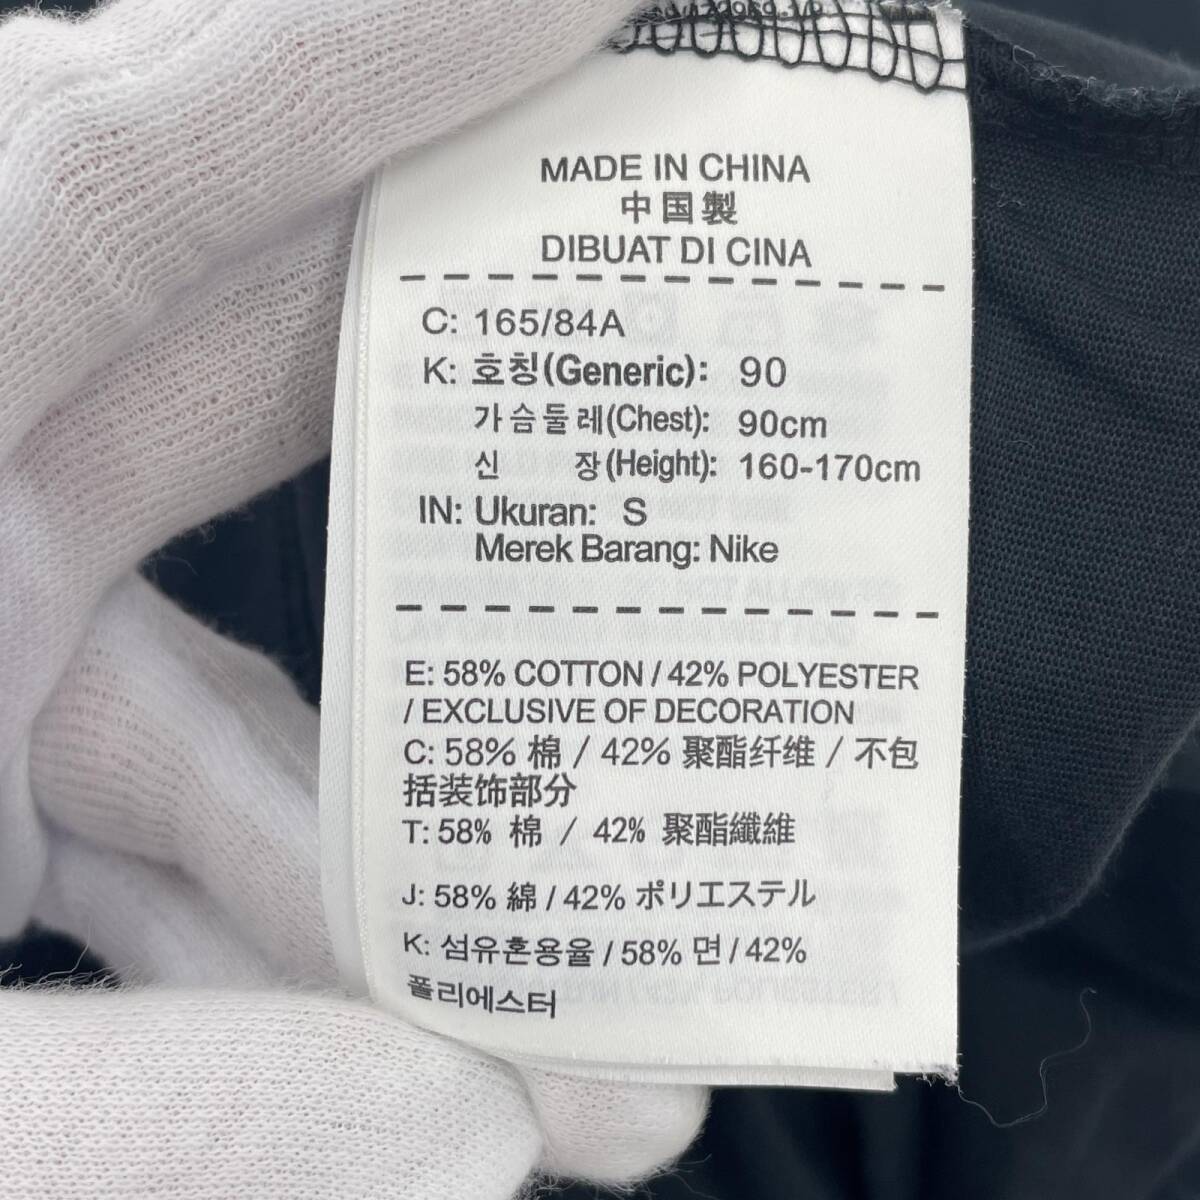 MADE IN CHINA
中国製
DIBUAT DI CINA
C: 165/84A
K: 호칭(Generic): 90
가슴둘레(Chest): 90cm
신 장(Height): 160-170cm
IN: Ukuran: S
Merek Barang: Nike
E: 58% COTTON / 42% POLYESTER
/ EXCLUSIVE OF DECORATION
C: 58% 棉 / 42% 聚酯纤维 / 不包
括装饰部分
T: 58% 棉 / 42% 聚酯纖維
J: 58% 綿 / 42% ポリエステル
K: 섬유혼용율 / 58% 면 / 42%
폴리에스터